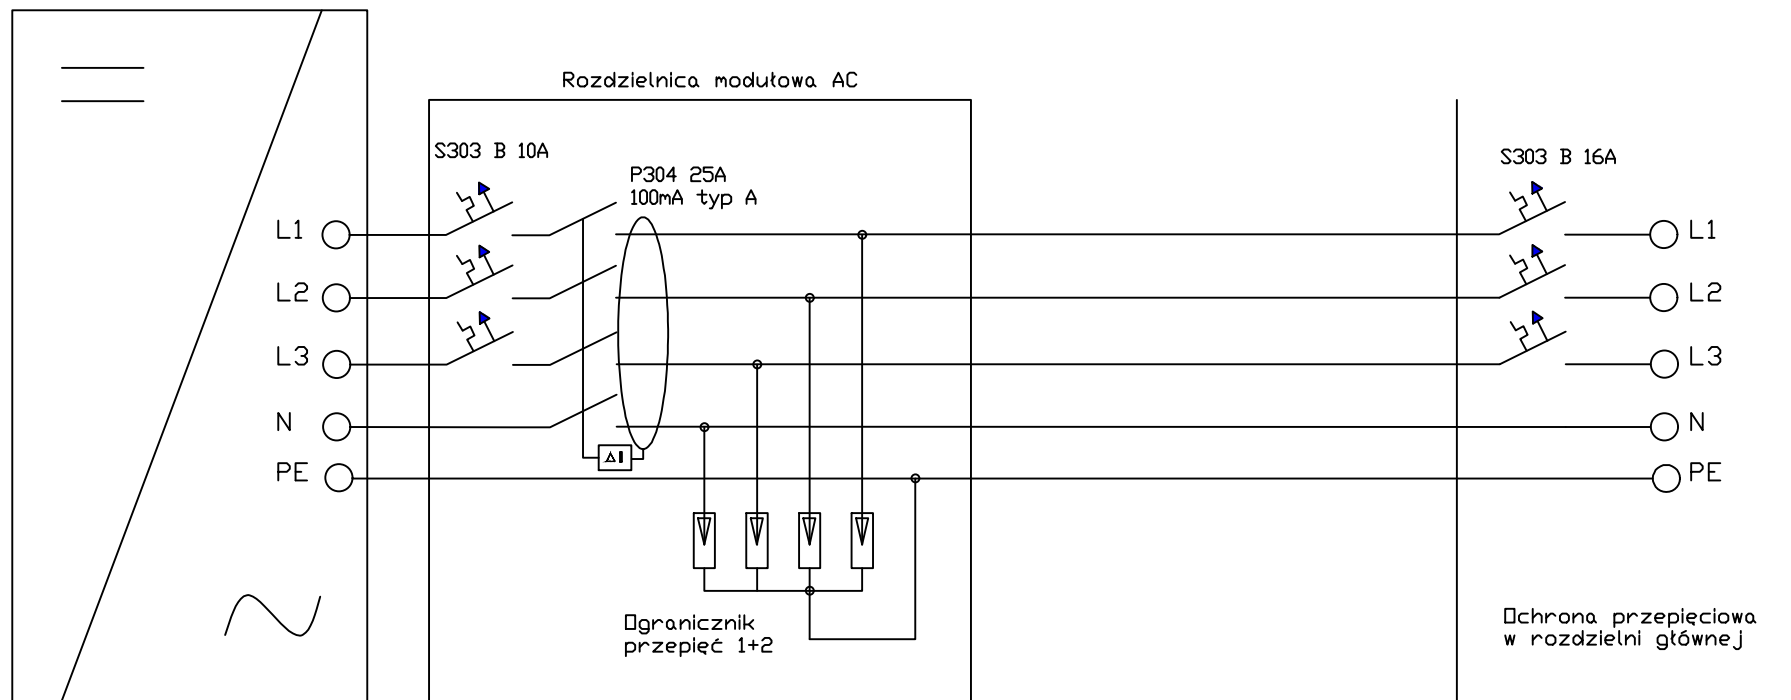 Rozdzielnica modułowa AC
S303 B 10A
P304 25A
100mA typ A
S303 B 16A
L1
L2
L3
N
PE
ΔI
L1
L2
L3
N
PE
Ogranicznik
przepięć 1+2
Ochrona przepięciowa
w rozdzielni głównej